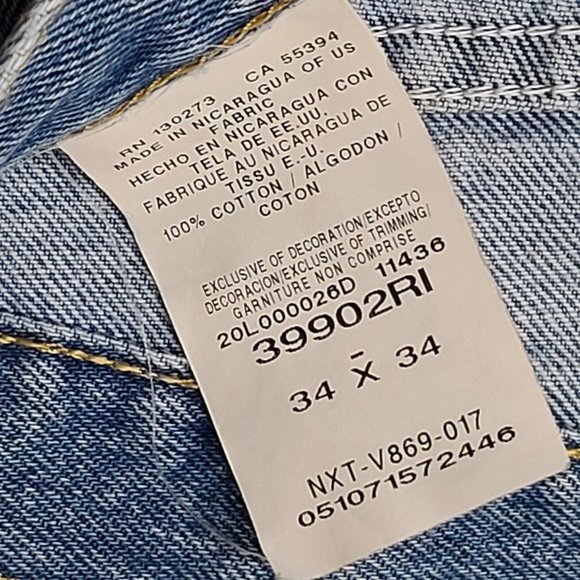 RN 130273 CA 55394
MADE IN NICARAGUA OF US
FABRIC
HECHO EN NICARAGUA CON
TELA DE EE.UU.
FABRIQUE AU NICARAGUA DE
TISSU E.-U.
100% COTTON / ALGODON /
COTON
EXCLUSIVE OF DECORATION/EXCEPTO
DECORACION/EXCLUSIVE OF TRIMMING/
GARNITURE NON COMPRISE
20L000026D 11436
39902RI
-
34 X 34
NXT-V869-017
051071572446